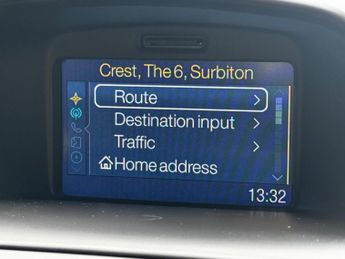 Crest, The 6, Surbiton
Route
Destination input
Traffic
Home address
13:32